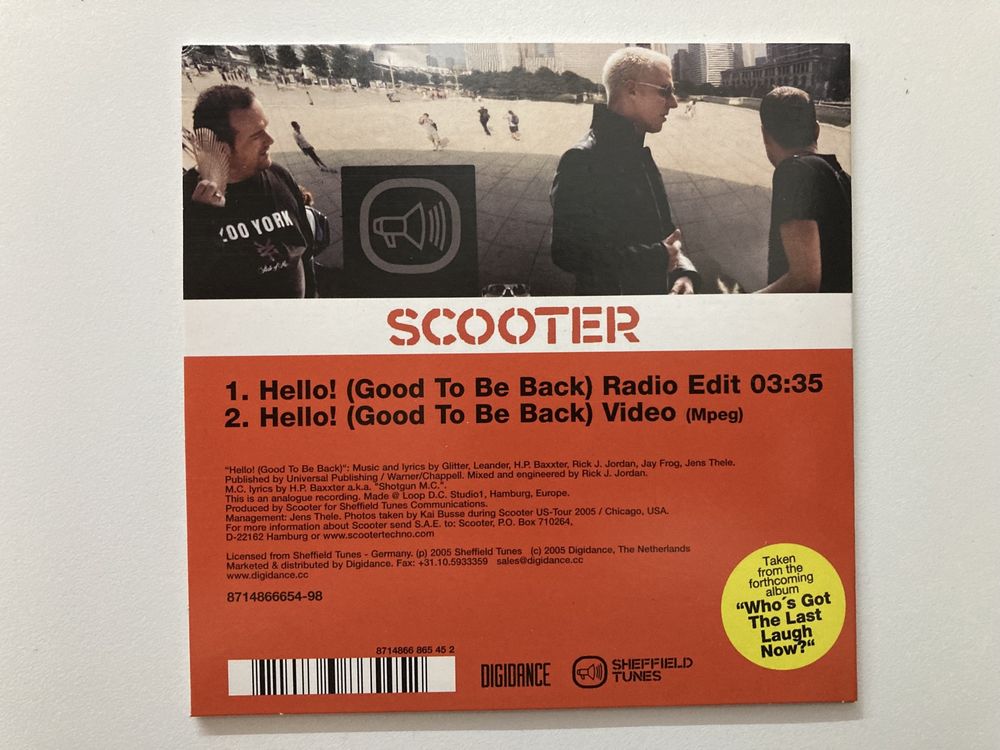 ZOO YORK
SCOOTER
1. Hello! (Good To Be Back) Radio Edit 03:35
2. Hello! (Good To Be Back) Video (Mpeg)
"Hello! (Good To Be Back)": Music and lyrics by Glitter, Leander, H.P. Baxxter, Rick J. Jordan, Jay Frog, Jens Thele.
Published by Universal Publishing / Warner/Chappell. Mixed and engineered by Rick J. Jordan.
M.C. lyrics by H.P. Baxxter a.k.a. "Shotgun M.C.".
This is an analogue recording. Made @ Loop D.C. Studio1, Hamburg, Europe.
Produced by Scooter for Sheffield Tunes Communications.
Management: Jens Thele. Photos taken by Kai Busse during Scooter US-Tour 2005 / Chicago, USA.
For more information about Scooter send S.A.E. to: Scooter, P.O. Box 710264,
D-22162 Hamburg or www.scootertechno.com
Licensed from Sheffield Tunes - Germany. (p) 2005 Sheffield Tunes (c) 2005 Digidance, The Netherlands
Marketed & distributed by Digidance. Fax: +31.10.5933359 sales@digidance.cc
www.digidance.cc
8714866654-98
Taken
from the
forthcoming
album
"Who´s Got
The Last
Laugh
Now?"
8714866 865 45 2
DIGIDANCE
SHEFFIELD
TUNES